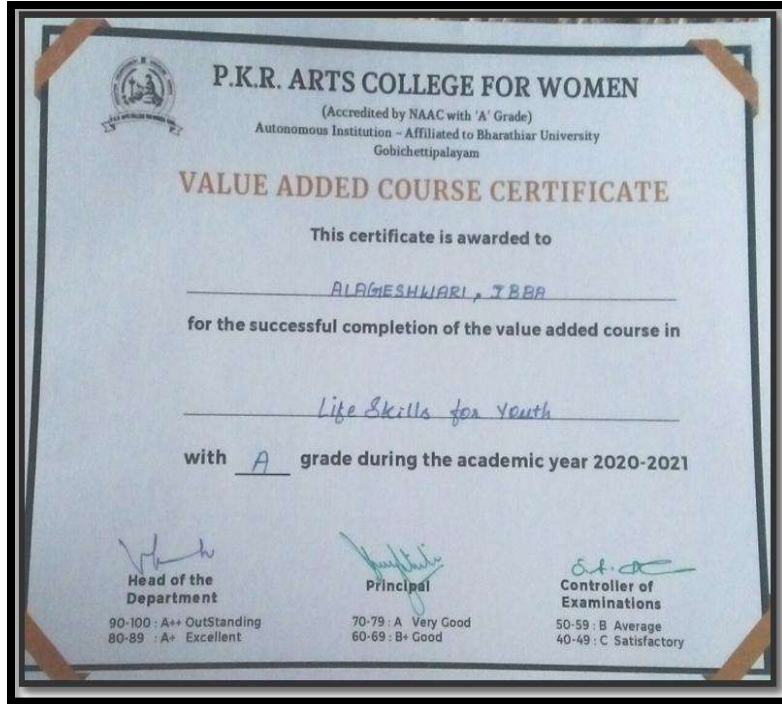 P.K.R. ARTS COLLEGE FOR WOMEN
(Accredited by NAAC with 'A' Grade)
Autonomous Institution – Affiliated to Bharathiar University
Gobichettipalayam
VALUE ADDED COURSE CERTIFICATE
This certificate is awarded to
ALAGESHWARI, I BBA
for the successful completion of the value added course in
Life Skills for Youth
with A grade during the academic year 2020-2021
Head of the
Department
Principal
Controller of
Examinations
90-100 : A++ OutStanding
80-89 : A+ Excellent
70-79 : A Very Good
60-69 : B+ Good
50-59 : B Average
40-49 : C Satisfactory